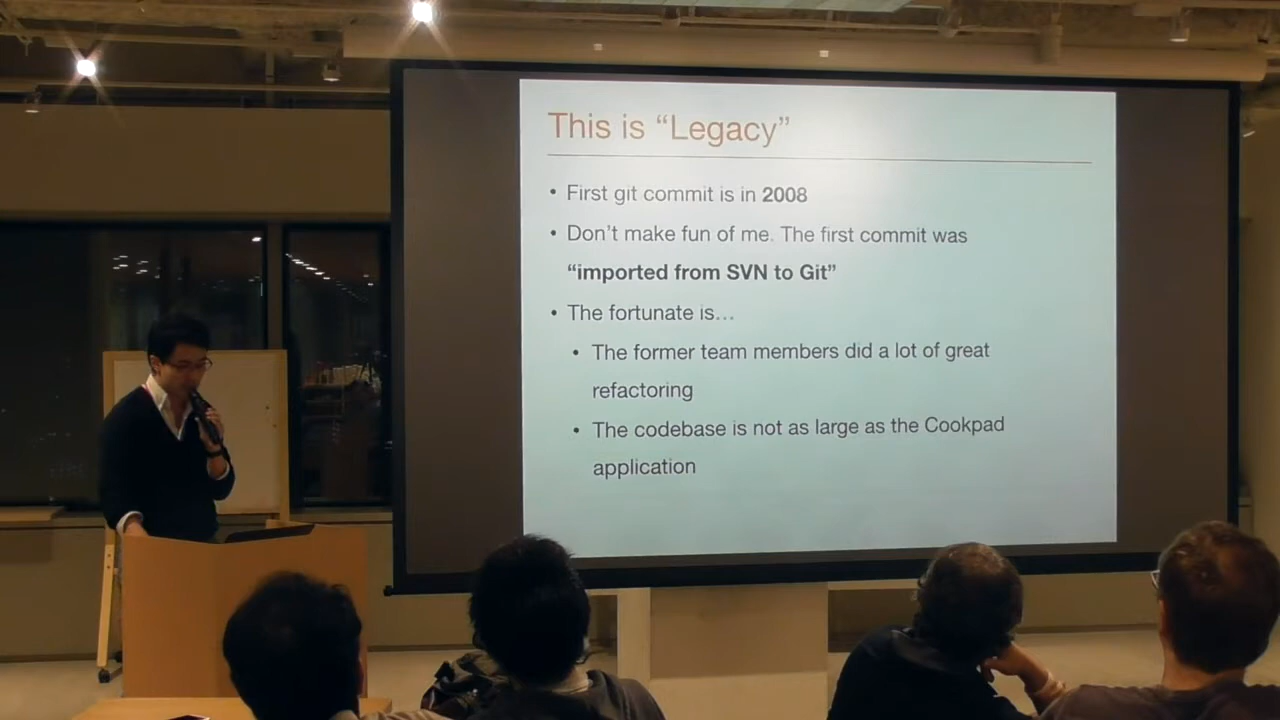 This is “Legacy”
• First git commit is in 2008
• Don’t make fun of me. The first commit was
“imported from SVN to Git”
• The fortunate is…
• The former team members did a lot of great
refactoring
• The codebase is not as large as the Cookpad
application